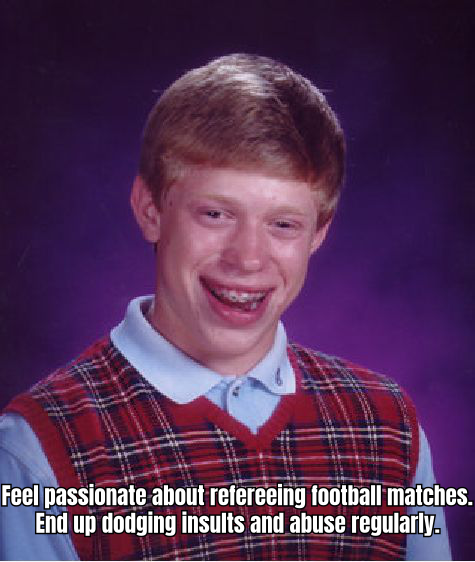 Feel passionate about refereeing football matches.
End up dodging insults and abuse regularly.